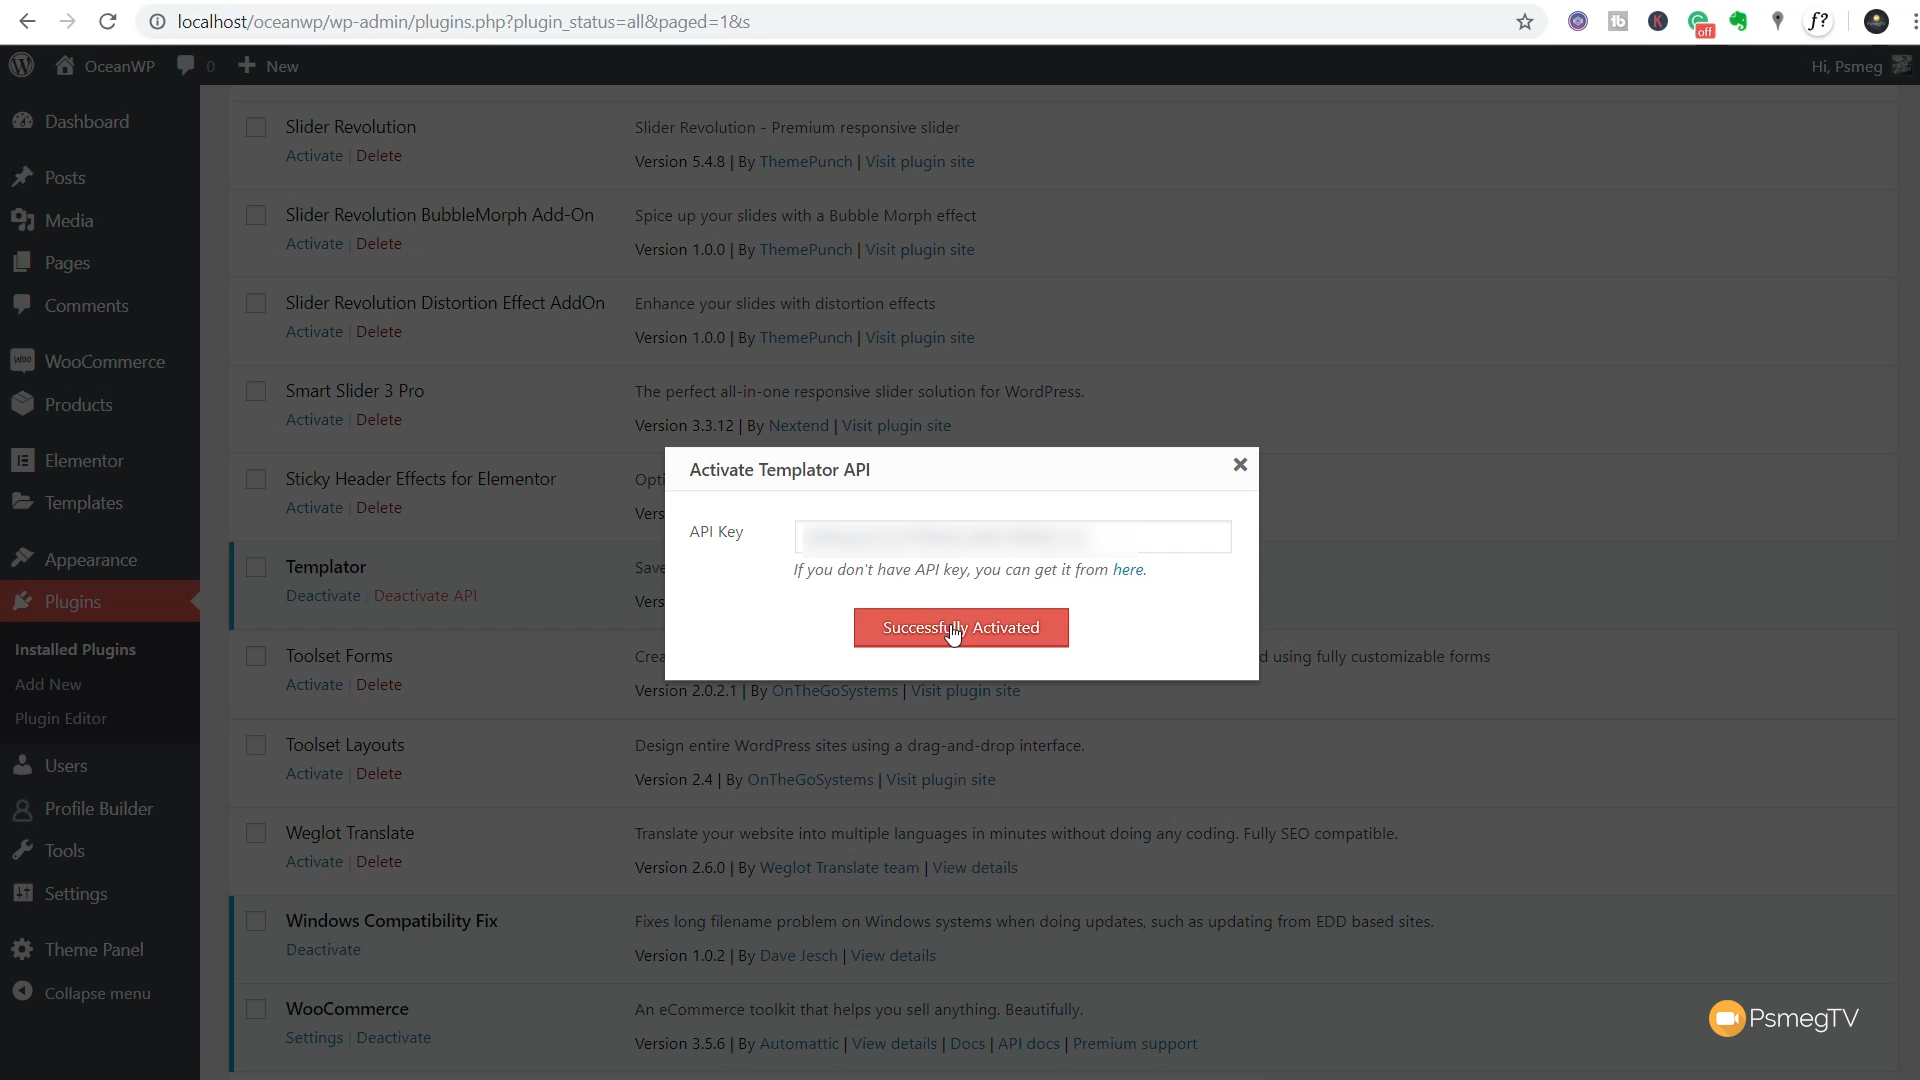 localhost/oceanwp/wp-admin/plugins.php?plugin_status=all&paged=1&s
off
f?
OceanWP
0
New
Hi, Psmeg
Dashboard
Posts
Media
Pages
Comments
WooCommerce
Products
Elementor
Templates
Appearance
Plugins
Installed Plugins
Add New
Plugin Editor
Users
Profile Builder
Tools
Settings
Theme Panel
Collapse menu
Slider Revolution
Activate | Delete
Slider Revolution - Premium responsive slider
Version 5.4.8 | By ThemePunch | Visit plugin site
Slider Revolution BubbleMorph Add-On
Activate | Delete
Spice up your slides with a Bubble Morph effect
Version 1.0.0 | By ThemePunch | Visit plugin site
Slider Revolution Distortion Effect AddOn
Activate | Delete
Enhance your slides with distortion effects
Version 1.0.0 | By ThemePunch | Visit plugin site
Smart Slider 3 Pro
Activate | Delete
The perfect all-in-one responsive slider solution for WordPress.
Version 3.3.12 | By Nextend | Visit plugin site
Sticky Header Effects for Elementor
Activate | Delete
Opti
Vers
Templator
Deactivate | Deactivate API
Save
Vers
Activate Templator API
API Key
If you don't have API key, you can get it from here.
Successfully Activated
Toolset Forms
Activate | Delete
Crea
d using fully customizable forms
Version 2.0.2.1 | By OnTheGoSystems | Visit plugin site
Toolset Layouts
Activate | Delete
Design entire WordPress sites using a drag-and-drop interface.
Version 2.4 | By OnTheGoSystems | Visit plugin site
Weglot Translate
Activate | Delete
Translate your website into multiple languages in minutes without doing any coding. Fully SEO compatible.
Version 2.6.0 | By Weglot Translate team | View details
Windows Compatibility Fix
Deactivate
Fixes long filename problem on Windows systems when doing updates, such as updating from EDD based sites.
Version 1.0.2 | By Dave Jesch | View details
WooCommerce
Settings | Deactivate
An eCommerce toolkit that helps you sell anything. Beautifully.
Version 3.5.6 | By Automattic | View details | Docs | API docs | Premium support
PsmegTV